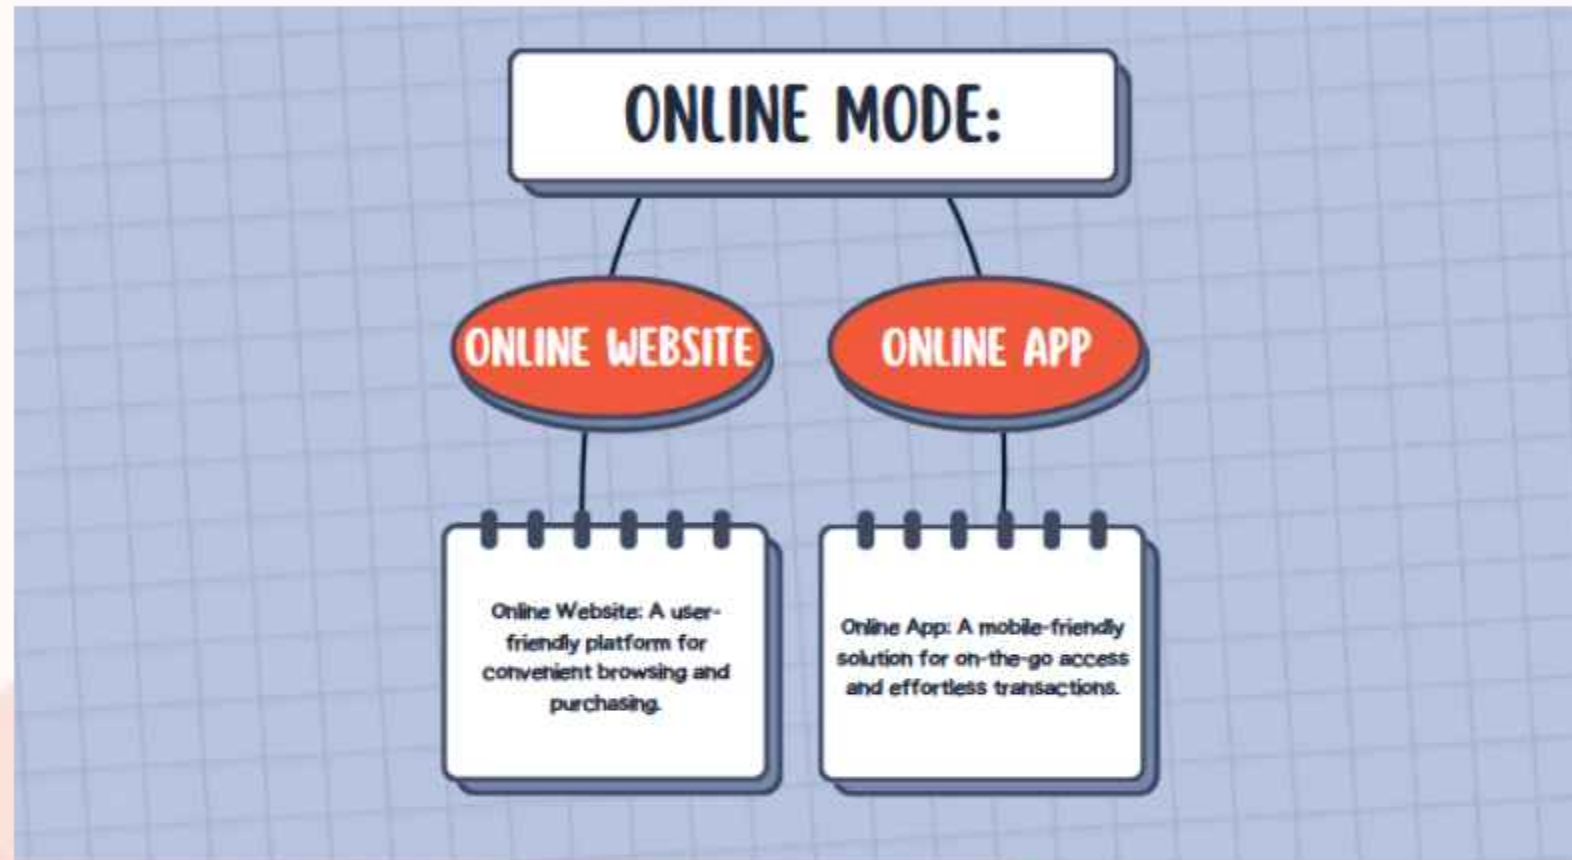 ONLINE MODE:
ONLINE WEBSITE
ONLINE APP
Online Website: A user-
friendly platform for
convenient browsing and
purchasing.
Online App: A mobile-friendly
solution for on-the-go access
and effortless transactions.